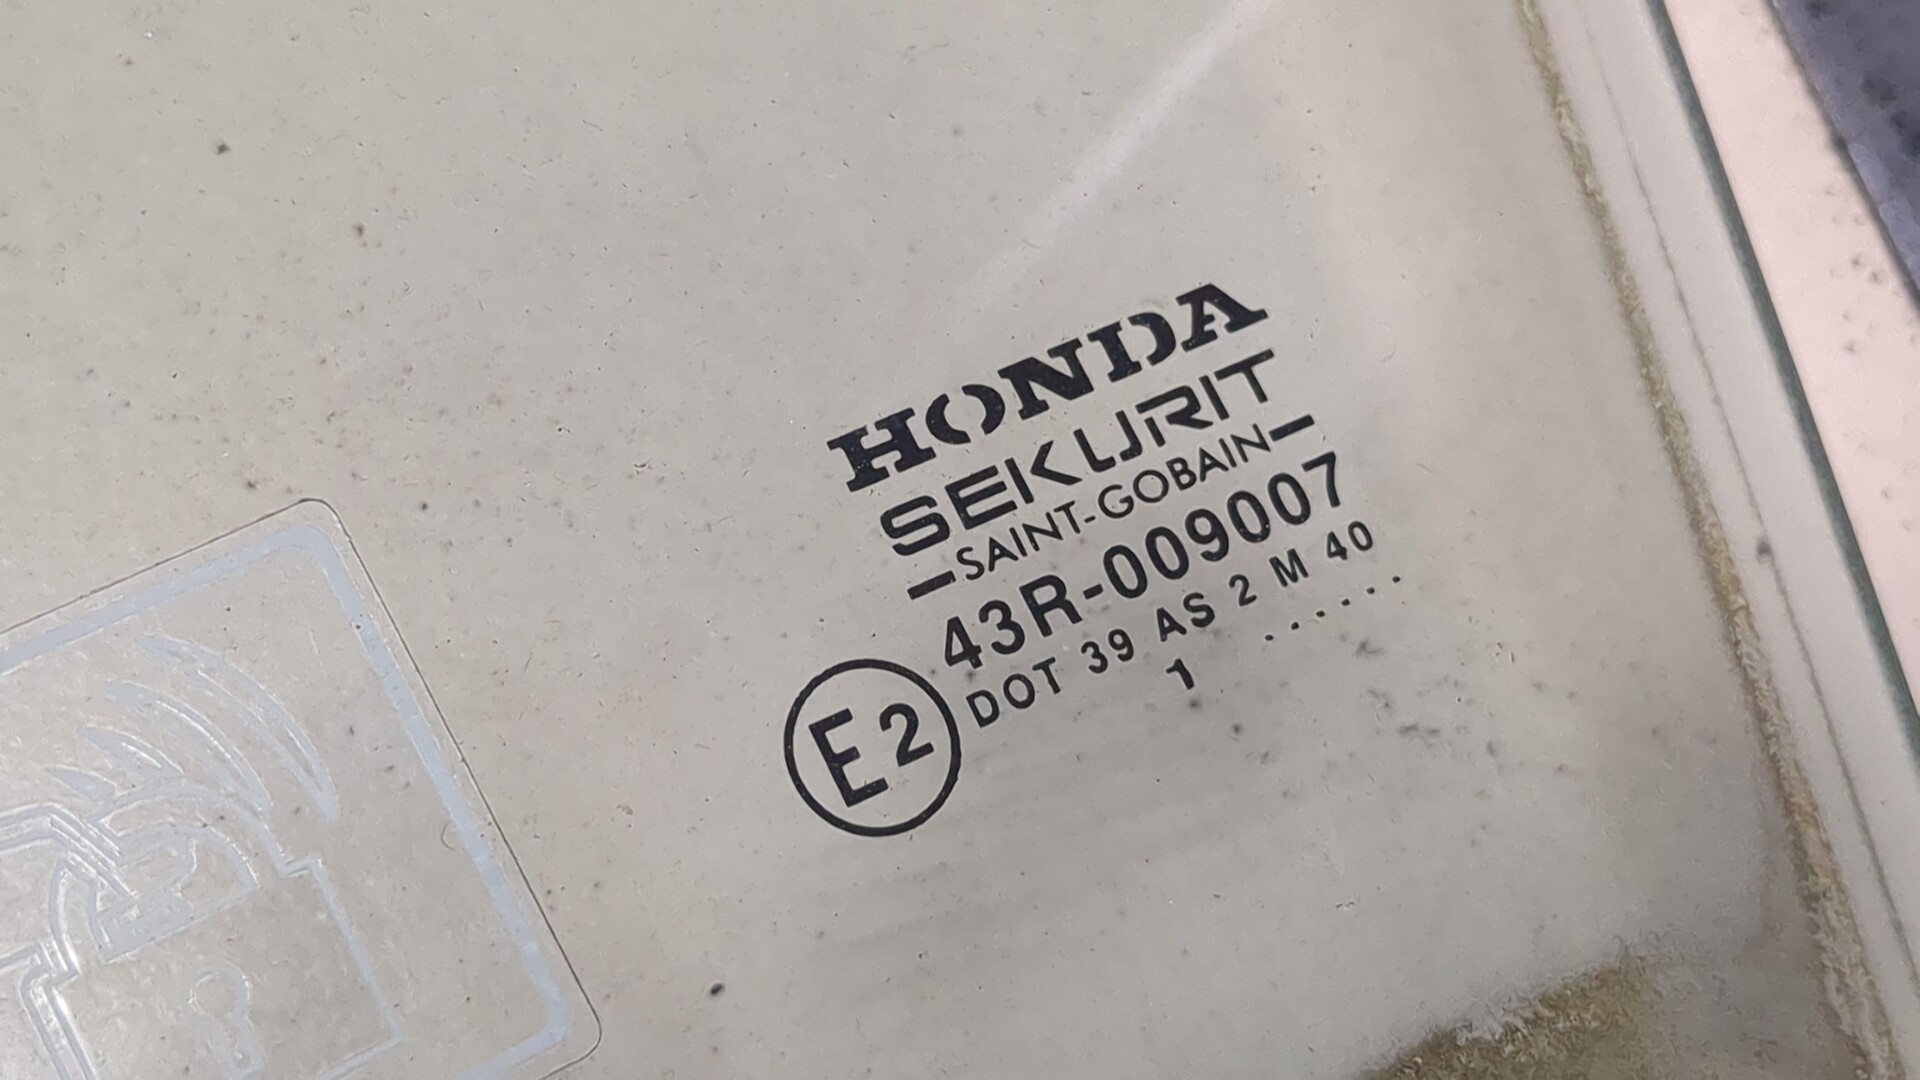 HONDA
SEKURIT
SAINT-GOBAIN
43R-009007
E2
DOT 39 AS 2 M 40
1 ......